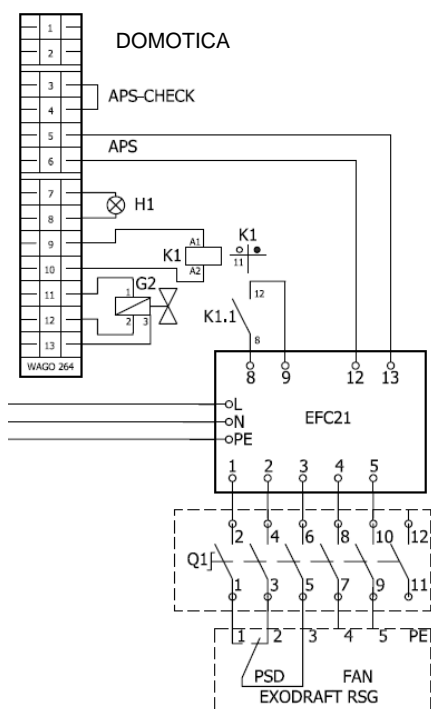 DOMOTICA
1
2
3
4
APS-CHECK
5
6
APS
7
8
H1
9
10
A1
K1
A2
K1
11
11
12
13
G2
1
2 3
12
K1.1
8
WAGO 264
8 9 12 13
L
N
PE
EFC21
1 2 3 4 5
2 4 6 8 10 12
Q1
1 3 5 7 9 11
1 2 3 4 5 PE
PSD FAN
EXODRAFT RSG